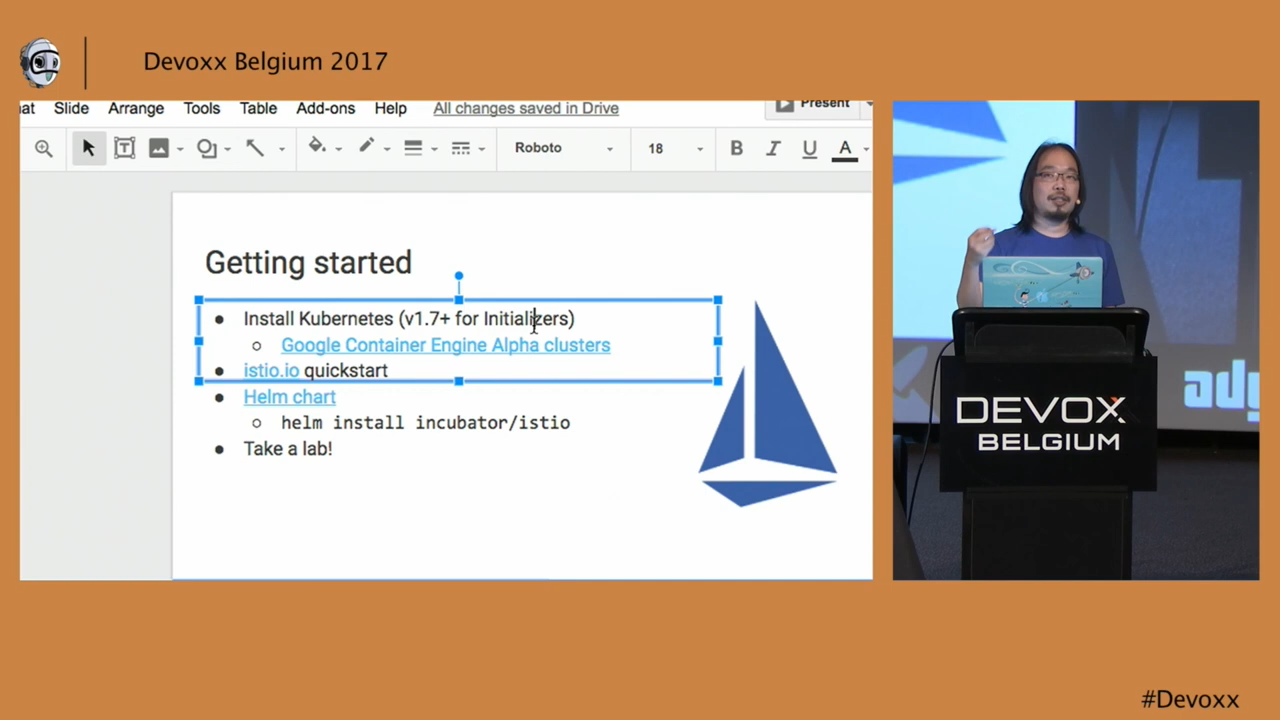 Devoxx Belgium 2017
at Slide Arrange Tools Table Add-ons Help All changes saved in Drive Present
Roboto 18 B I U A
Getting started
Install Kubernetes (v1.7+ for Initializers)
Google Container Engine Alpha clusters
istio.io quickstart
Helm chart
helm install incubator/istio
Take a lab!
ady
DEVOXX
BELGIUM
#Devoxx